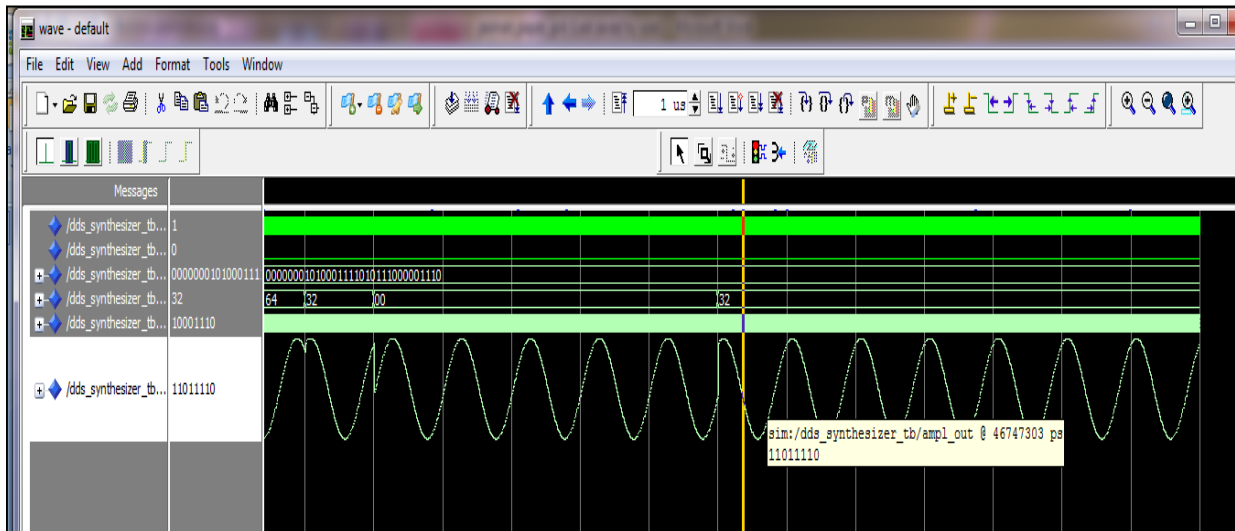 wave - default
File Edit View Add Format Tools Window
1 us
Messages
/dds_synthesizer_tb... 1
/dds_synthesizer_tb... 0
/dds_synthesizer_tb... 0000000101000111 0000000101000111101011100001110
/dds_synthesizer_tb... 32 64 32 00 32
/dds_synthesizer_tb... 10001110
/dds_synthesizer_tb... 11011110
sim:/dds_synthesizer_tb/ampl_out @ 46747303 ps
11011110